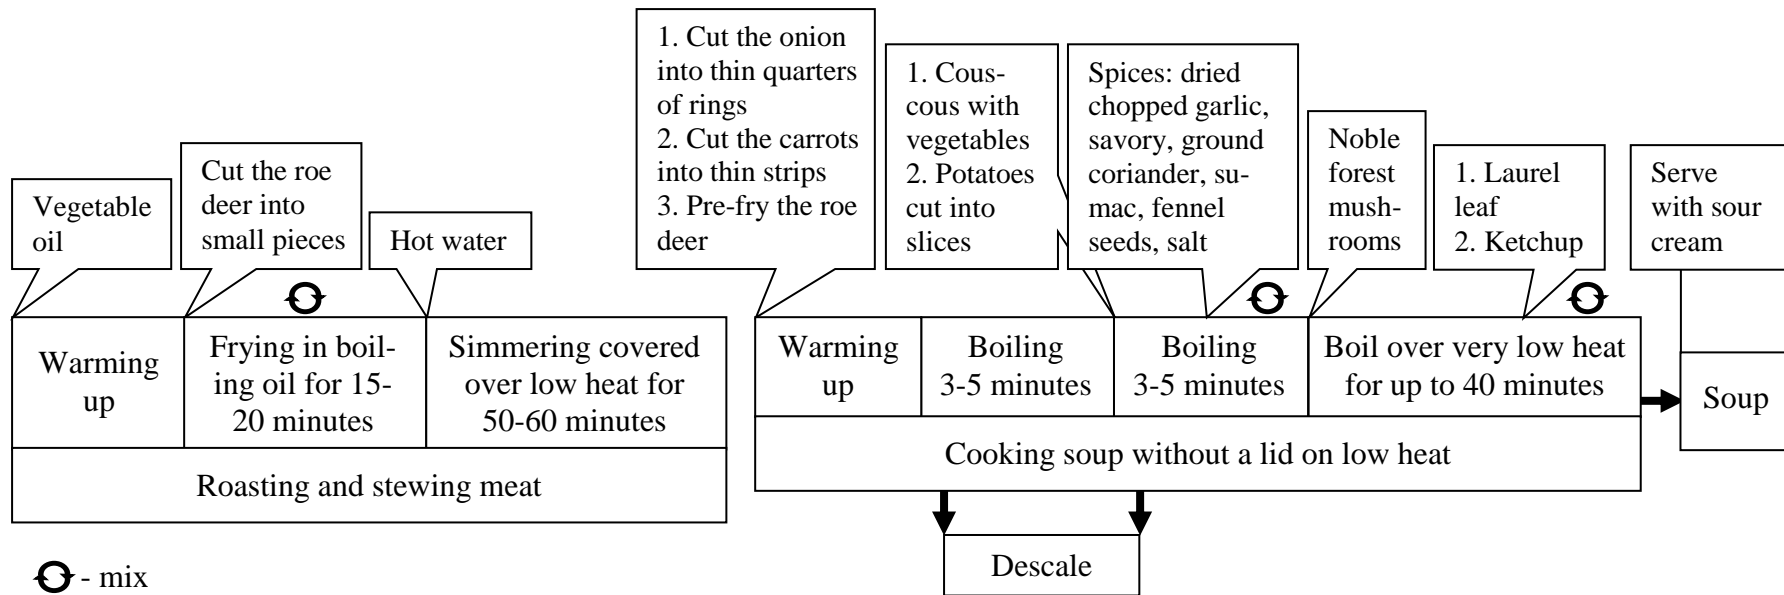 Vegetable
oil
Cut the roe
deer into
small pieces
Hot water
1. Cut the onion
into thin quarters
of rings
2. Cut the carrots
into thin strips
3. Pre-fry the roe
deer
1. Cous-
cous with
vegetables
2. Potatoes
cut into
slices
Spices: dried
chopped garlic,
savory, ground
coriander, su-
mac, fennel
seeds, salt
Noble
forest
mush-
rooms
1. Laurel
leaf
2. Ketchup
Serve
with sour
cream
Warming
up
Frying in boil-
ing oil for 15-
20 minutes
Simmering covered
over low heat for
50-60 minutes
Roasting and stewing meat
Warming
up
Boiling
3-5 minutes
Boiling
3-5 minutes
Boil over very low heat
for up to 40 minutes
Soup
Cooking soup without a lid on low heat
Descale
- mix